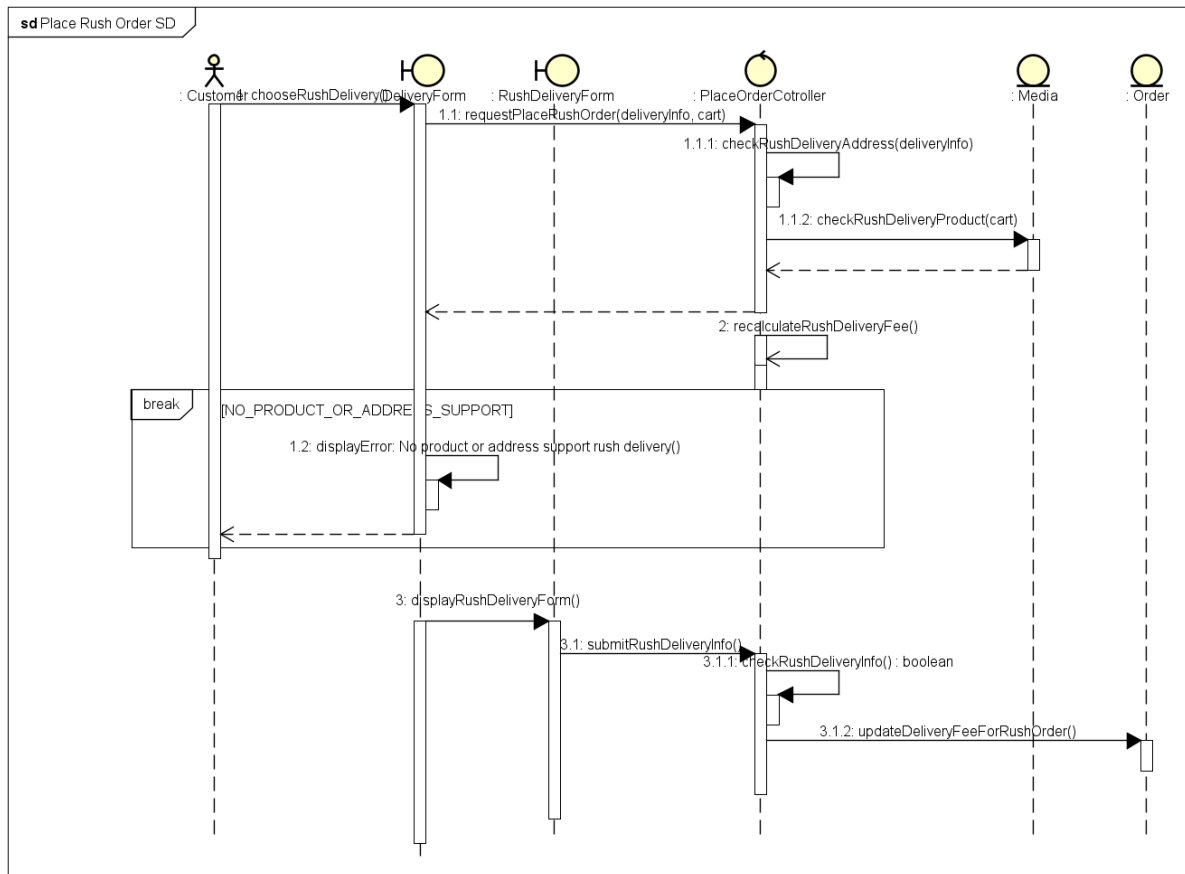 sd Place Rush Order SD
: Customer
DeliveryForm
: RushDeliveryForm
: PlaceOrderCotroller
: Media
: Order
1: chooseRushDelivery()
1.1: requestPlaceRushOrder(deliveryInfo, cart)
1.1.1: checkRushDeliveryAddress(deliveryInfo)
1.1.2: checkRushDeliveryProduct(cart)
2: recalculateRushDeliveryFee()
break
[NO_PRODUCT_OR_ADDRESS_SUPPORT]
1.2: displayError: No product or address support rush delivery()
3: displayRushDeliveryForm()
3.1: submitRushDeliveryInfo()
3.1.1: checkRushDeliveryInfo() : boolean
3.1.2: updateDeliveryFeeForRushOrder()